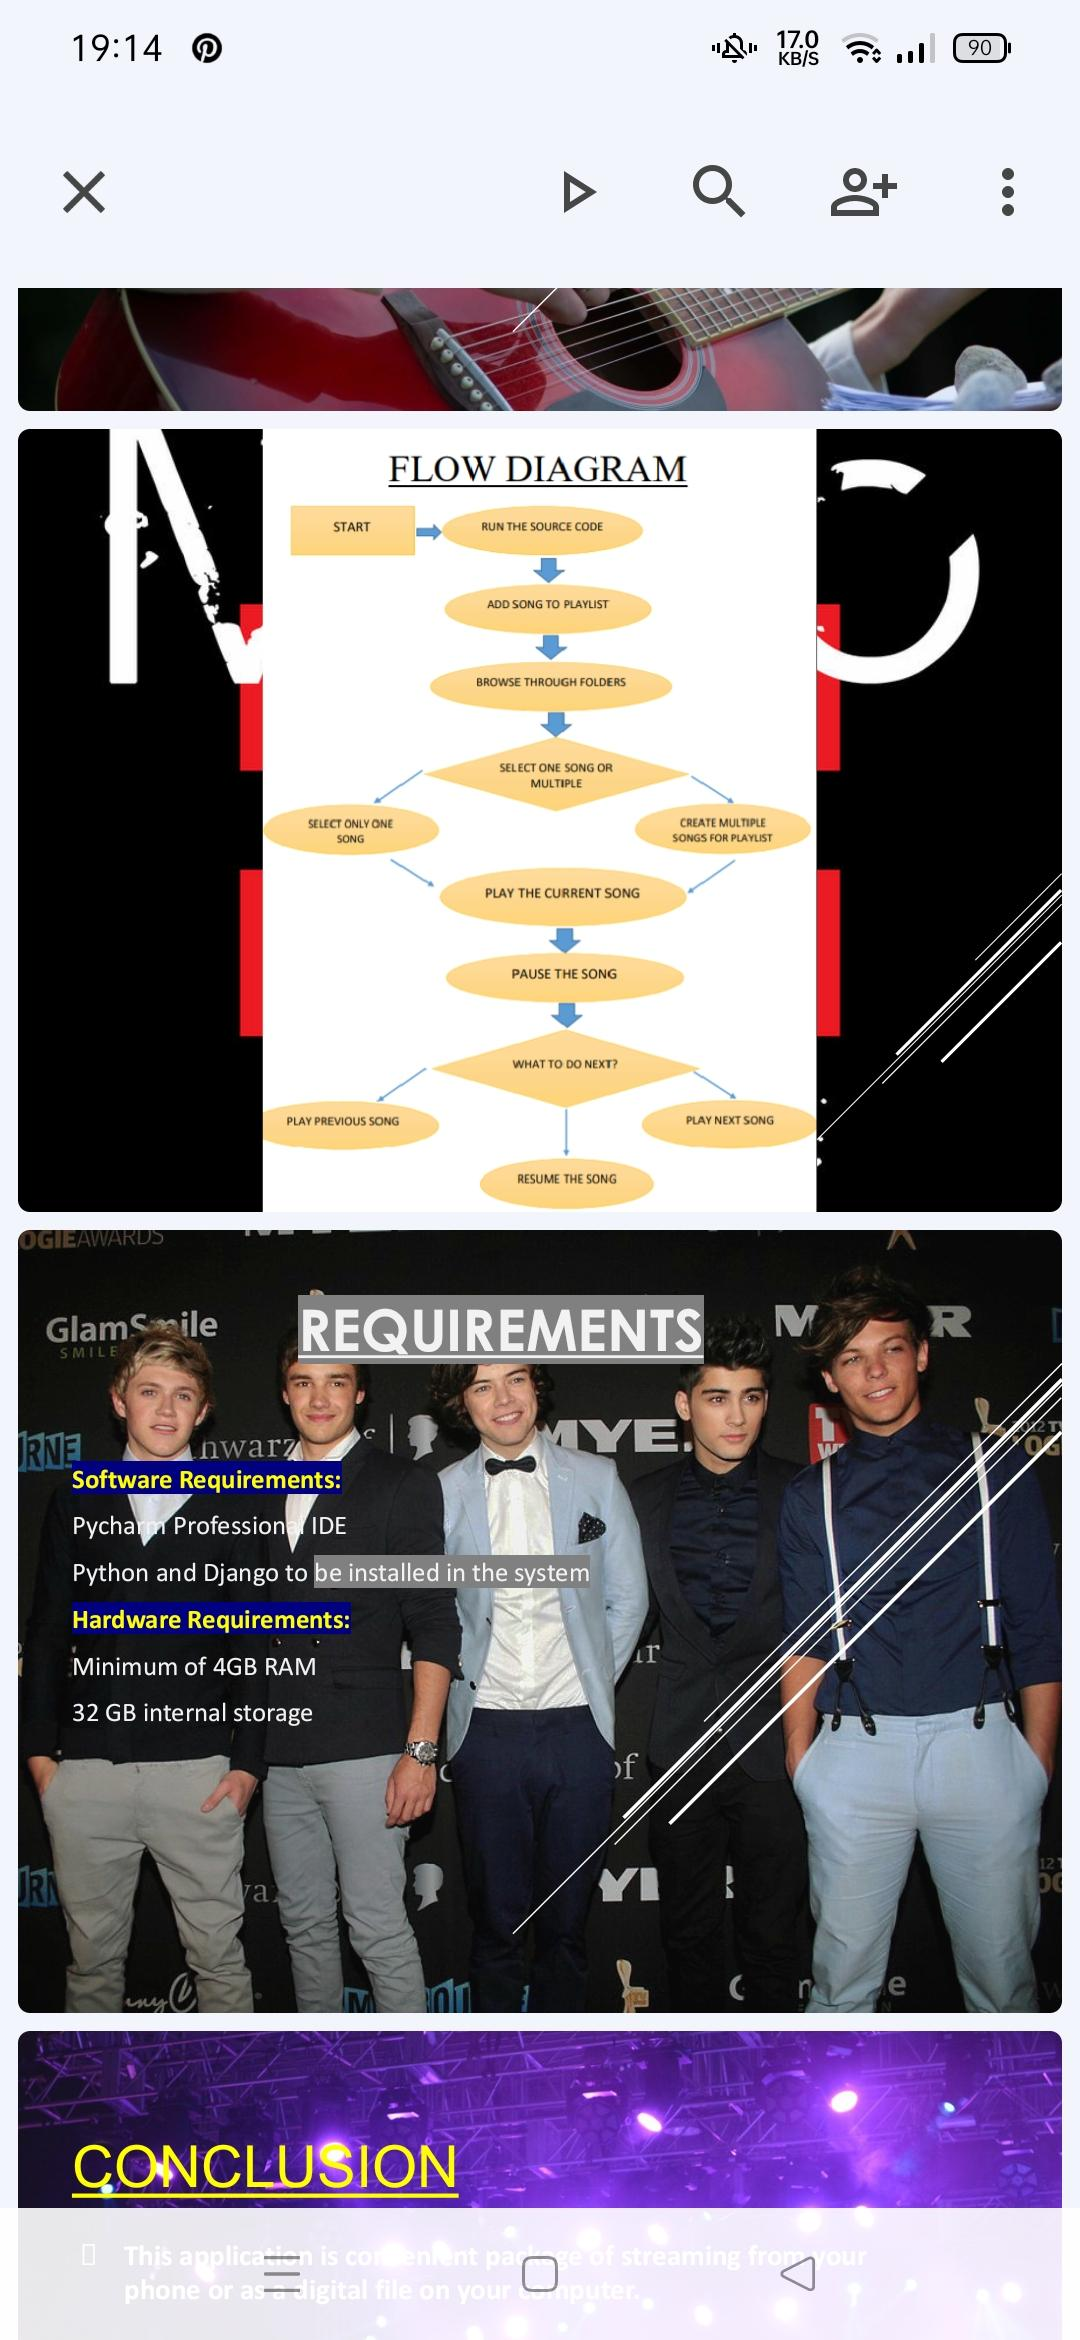 19:14
17.0
KB/S
90
FLOW DIAGRAM
START
RUN THE SOURCE CODE
ADD SONG TO PLAYLIST
BROWSE THROUGH FOLDERS
SELECT ONE SONG OR
MULTIPLE
SELECT ONLY ONE
SONG
CREATE MULTIPLE
SONGS FOR PLAYLIST
PLAY THE CURRENT SONG
PAUSE THE SONG
WHAT TO DO NEXT?
PLAY PREVIOUS SONG
PLAY NEXT SONG
RESUME THE SONG
OGIEAWARDS
GlamSmile
REQUIREMENTS
Software Requirements:
Pycharm Professional IDE
Python and Django to be installed in the system
Hardware Requirements:
Minimum of 4GB RAM
32 GB internal storage
CONCLUSION
This application is convenient package of streaming from your
phone or as a digital file on your computer.